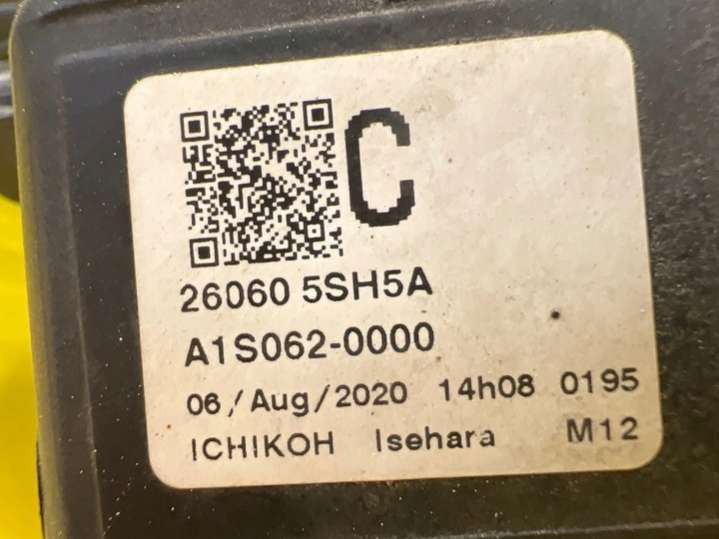 C
26060 5SH5A
A1S062-0000
06/Aug/2020 14h08 0195
ICHIKOH Isehara M12